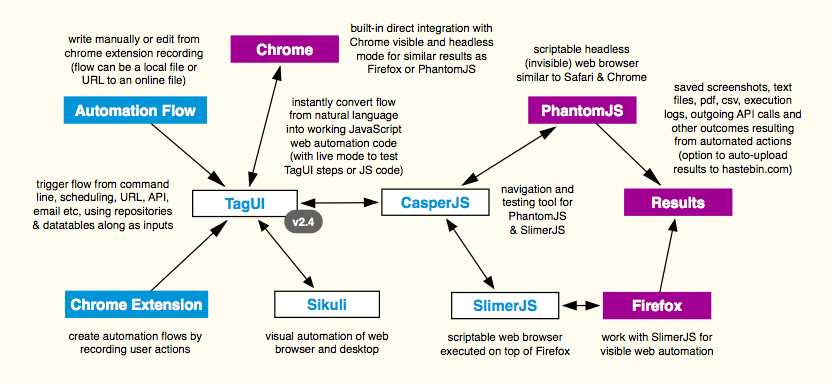 write manually or edit from
chrome extension recording
(flow can be a local file or
URL to an online file)
Automation Flow
Chrome
built-in direct integration with
Chrome visible and headless
mode for similar results as
Firefox or PhantomJS
instantly convert flow
from natural language
into working JavaScript
web automation code
(with live mode to test
TagUI steps or JS code)
scriptable headless
(invisible) web browser
similar to Safari & Chrome
PhantomJS
saved screenshots, text
files, pdf, csv, execution
logs, outgoing API calls and
other outcomes resulting
from automated actions
(option to auto-upload
results to hastebin.com)
trigger flow from command
line, scheduling, URL, API,
email etc, using repositories
& datatables along as inputs
TagUI
v2.4
CasperJS
navigation and
testing tool for
PhantomJS
& SlimerJS
Results
Chrome Extension
create automation flows by
recording user actions
Sikuli
visual automation of web
browser and desktop
SlimerJS
scriptable web browser
executed on top of Firefox
Firefox
work with SlimerJS for
visible web automation